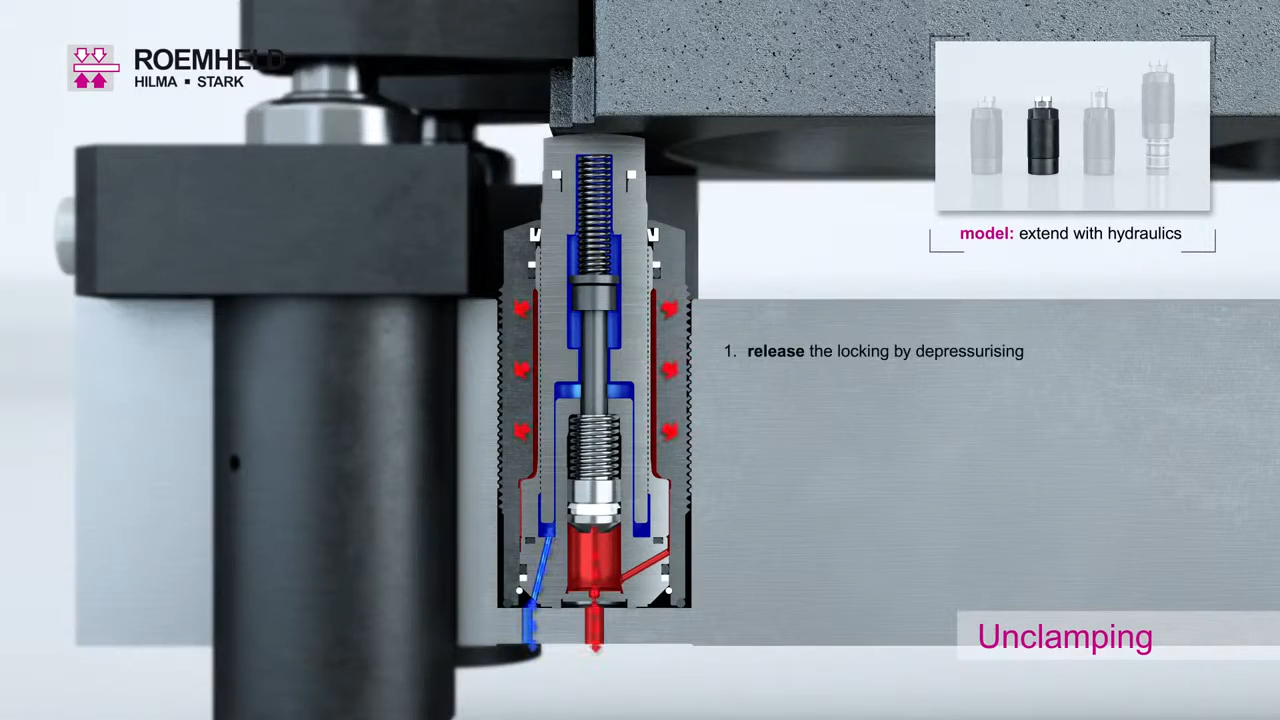 ROEMHELD
HILMA ▪ STARK
model: extend with hydraulics
1. release the locking by depressurising
Unclamping